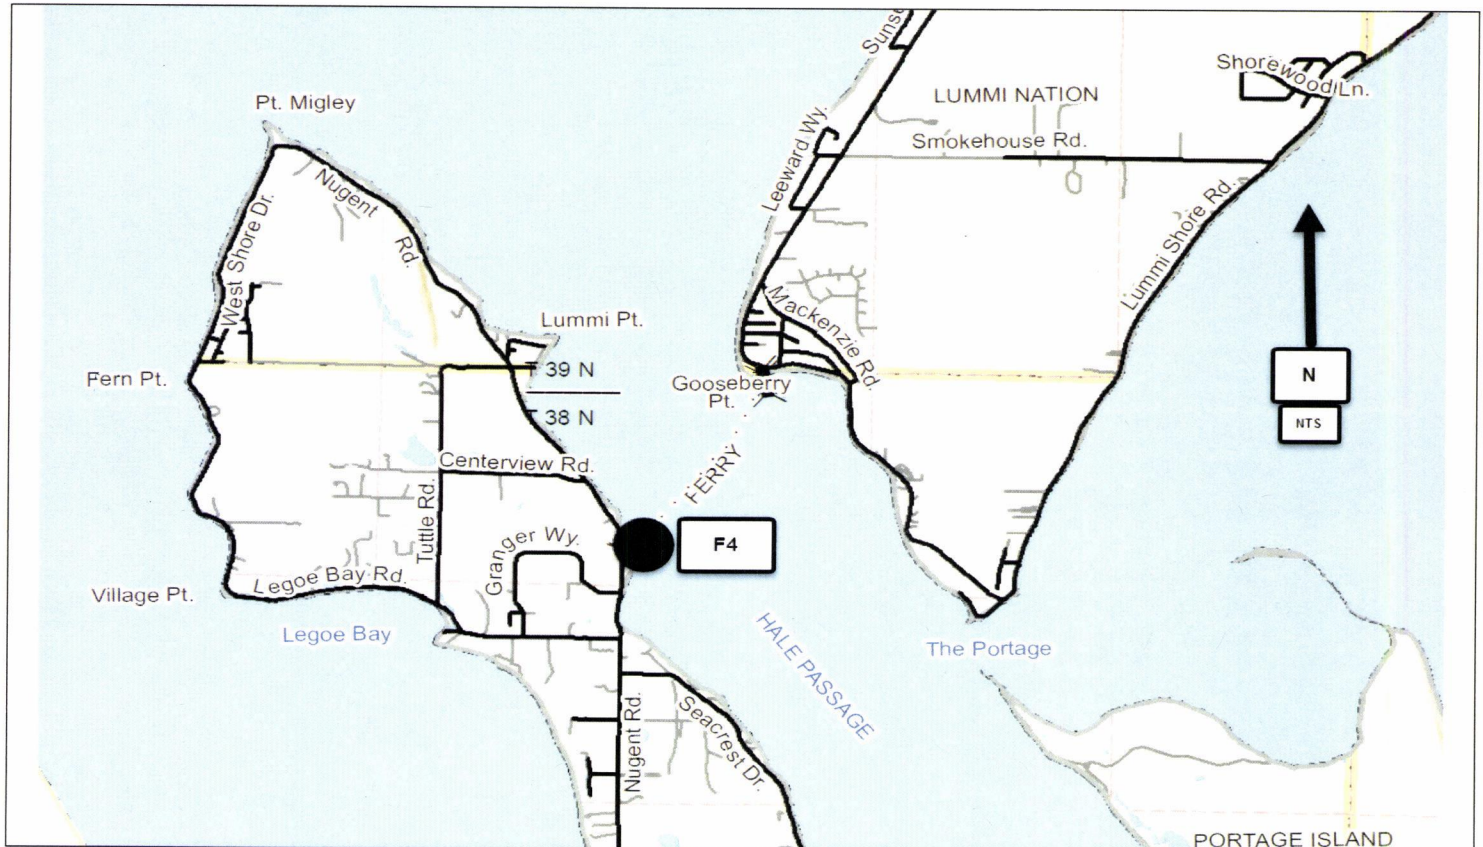 Sunse
Shorewood Ln.
Pt. Migley
LUMMI NATION
Smokehouse Rd.
Leeward Wy.
Nugent
Rd.
West Shore Dr.
Lummi Shore Rd.
Mackenzie Rd.
Lummi Pt.
39 N
Fern Pt.
Gooseberry
Pt.
N
NTS
38 N
Centerview Rd.
FERRY
Tuttle Rd.
Granger Wy.
F4
Legoe Bay Rd.
Village Pt.
Legoe Bay
HALE PASSAGE
The Portage
Nugent Rd.
Seacrest Dr.
PORTAGE ISLAND